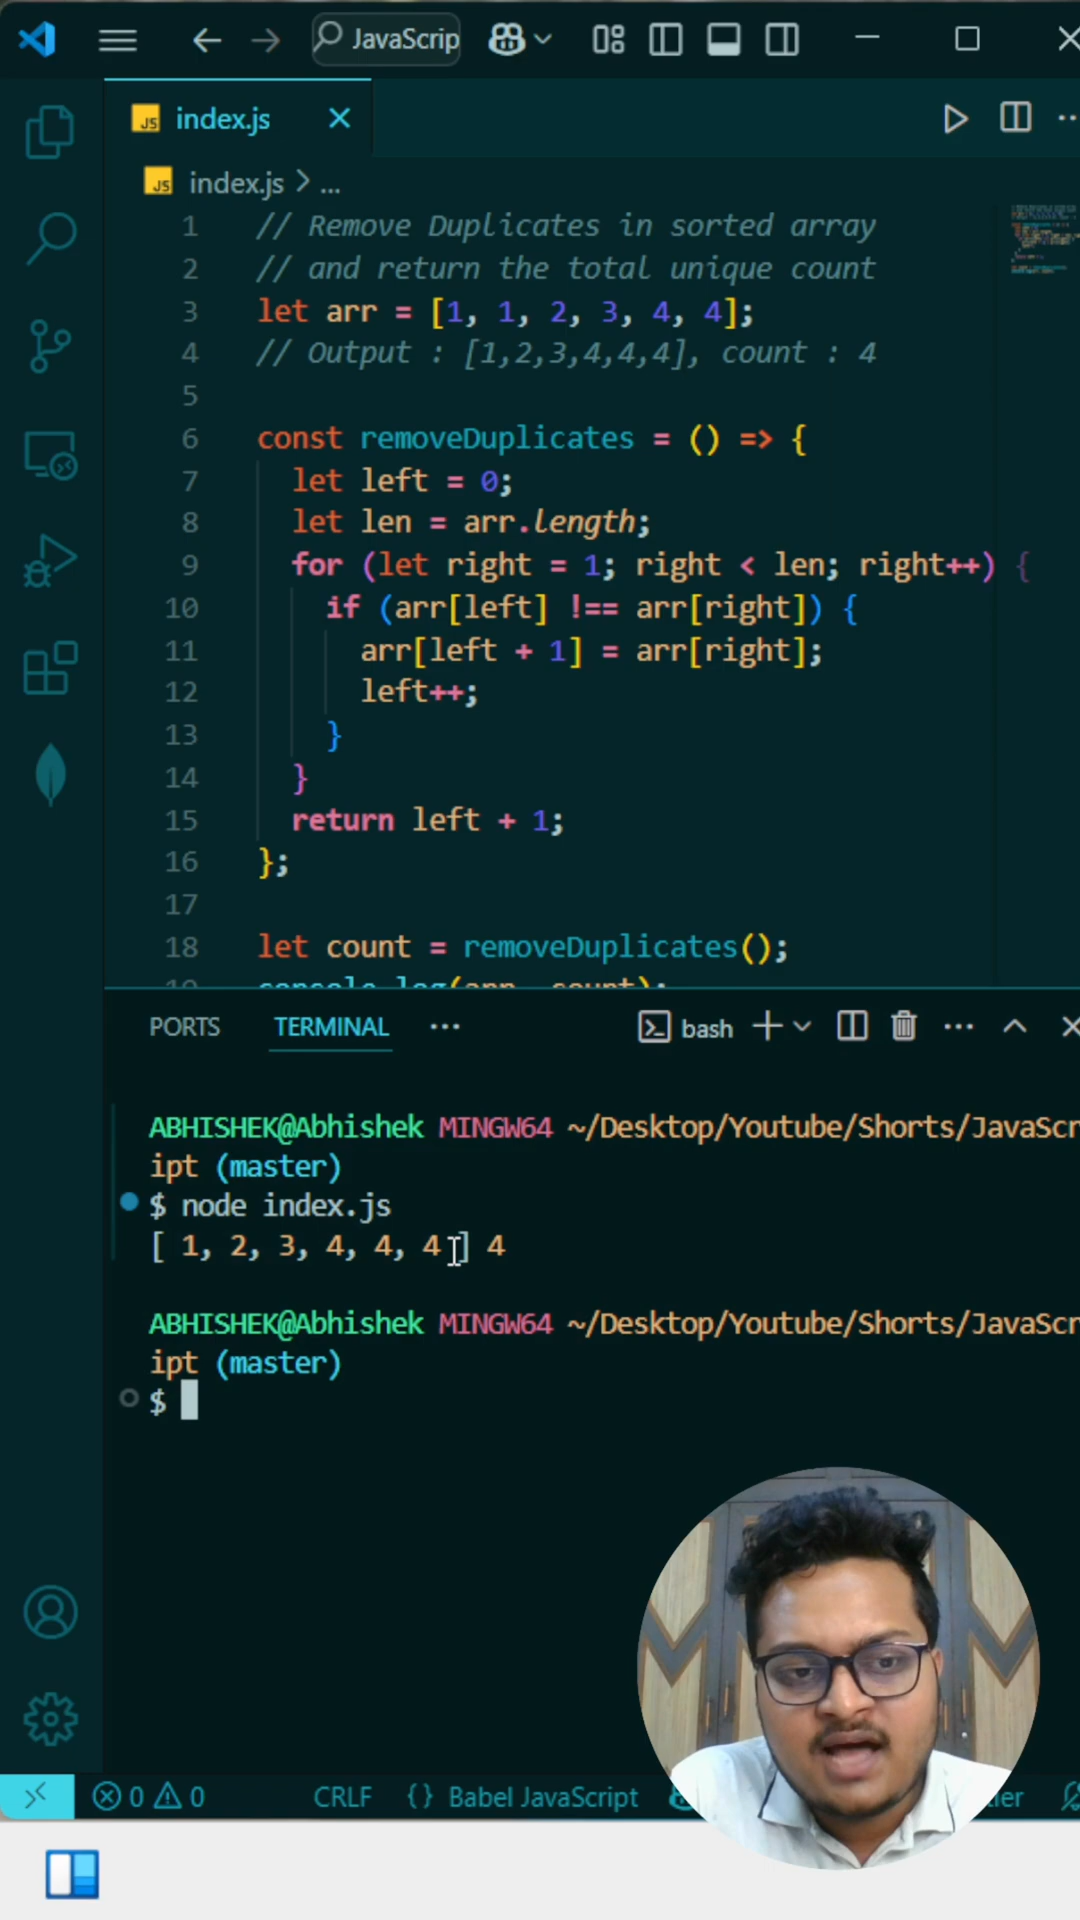 JavaScrip
index.js
index.js > ...
1 // Remove Duplicates in sorted array
2 // and return the total unique count
3 let arr = [1, 1, 2, 3, 4, 4];
4 // Output : [1,2,3,4,4,4], count : 4
5
6 const removeDuplicates = () => {
7 let left = 0;
8 let len = arr.length;
9 for (let right = 1; right < len; right++) {
10 if (arr[left] !== arr[right]) {
11 arr[left + 1] = arr[right];
12 left++;
13 }
14 }
15 return left + 1;
16 };
17
18 let count = removeDuplicates();
19 console.log(arr, count);
PORTS TERMINAL ... bash
ABHISHEK@Abhishek MINGW64 ~/Desktop/Youtube/Shorts/JavaScr
ipt (master)
$ node index.js
[ 1, 2, 3, 4, 4, 4 ] 4
ABHISHEK@Abhishek MINGW64 ~/Desktop/Youtube/Shorts/JavaScr
ipt (master)
$
0 0 CRLF {} Babel JavaScript